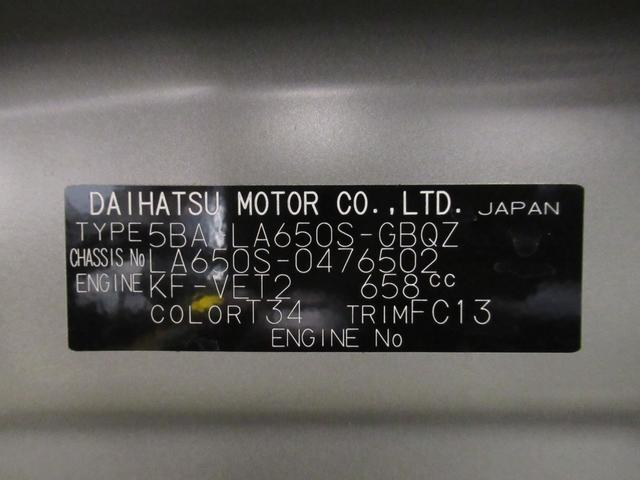 DAIHATSU MOTOR CO.,LTD. JAPAN
TYPE 5BA-LA650S-GBQZ
CHASSIS No LA650S-0476502
ENGINE KF-VET2 658cc
COLOR T34 TRIM FC13
ENGINE No